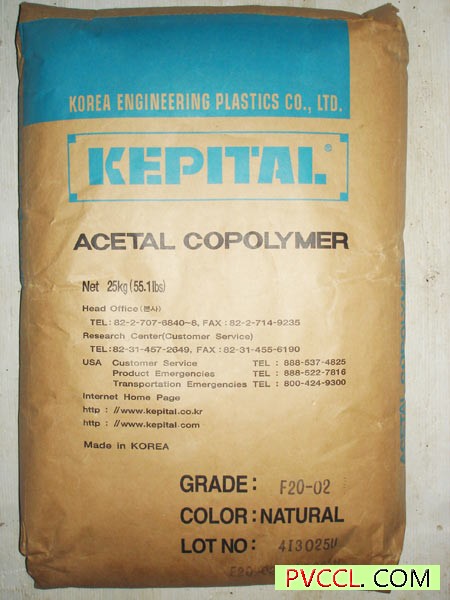 KOREA ENGINEERING PLASTICS CO., LTD.
KEPITAL®
ACETAL COPOLYMER
Net 25kg (55.1lbs)
Head Office(본사)
TEL: 82-2-707-6840~8, FAX : 82-2-714-9235
Research Center(Customer Service)
TEL: 82-31-457-2649, FAX : 82-31-455-6190
USA Customer Service TEL : 888-537-4825
Product Emergencies TEL : 888-522-7816
Transportation Emergencies TEL : 800-424-9300
Internet Home Page
http : //www.kepital.co.kr
http : //www.kepital.com
Made in KOREA
GRADE: F20-02
COLOR: NATURAL
LOT NO: 413025U
PVCCL. COM